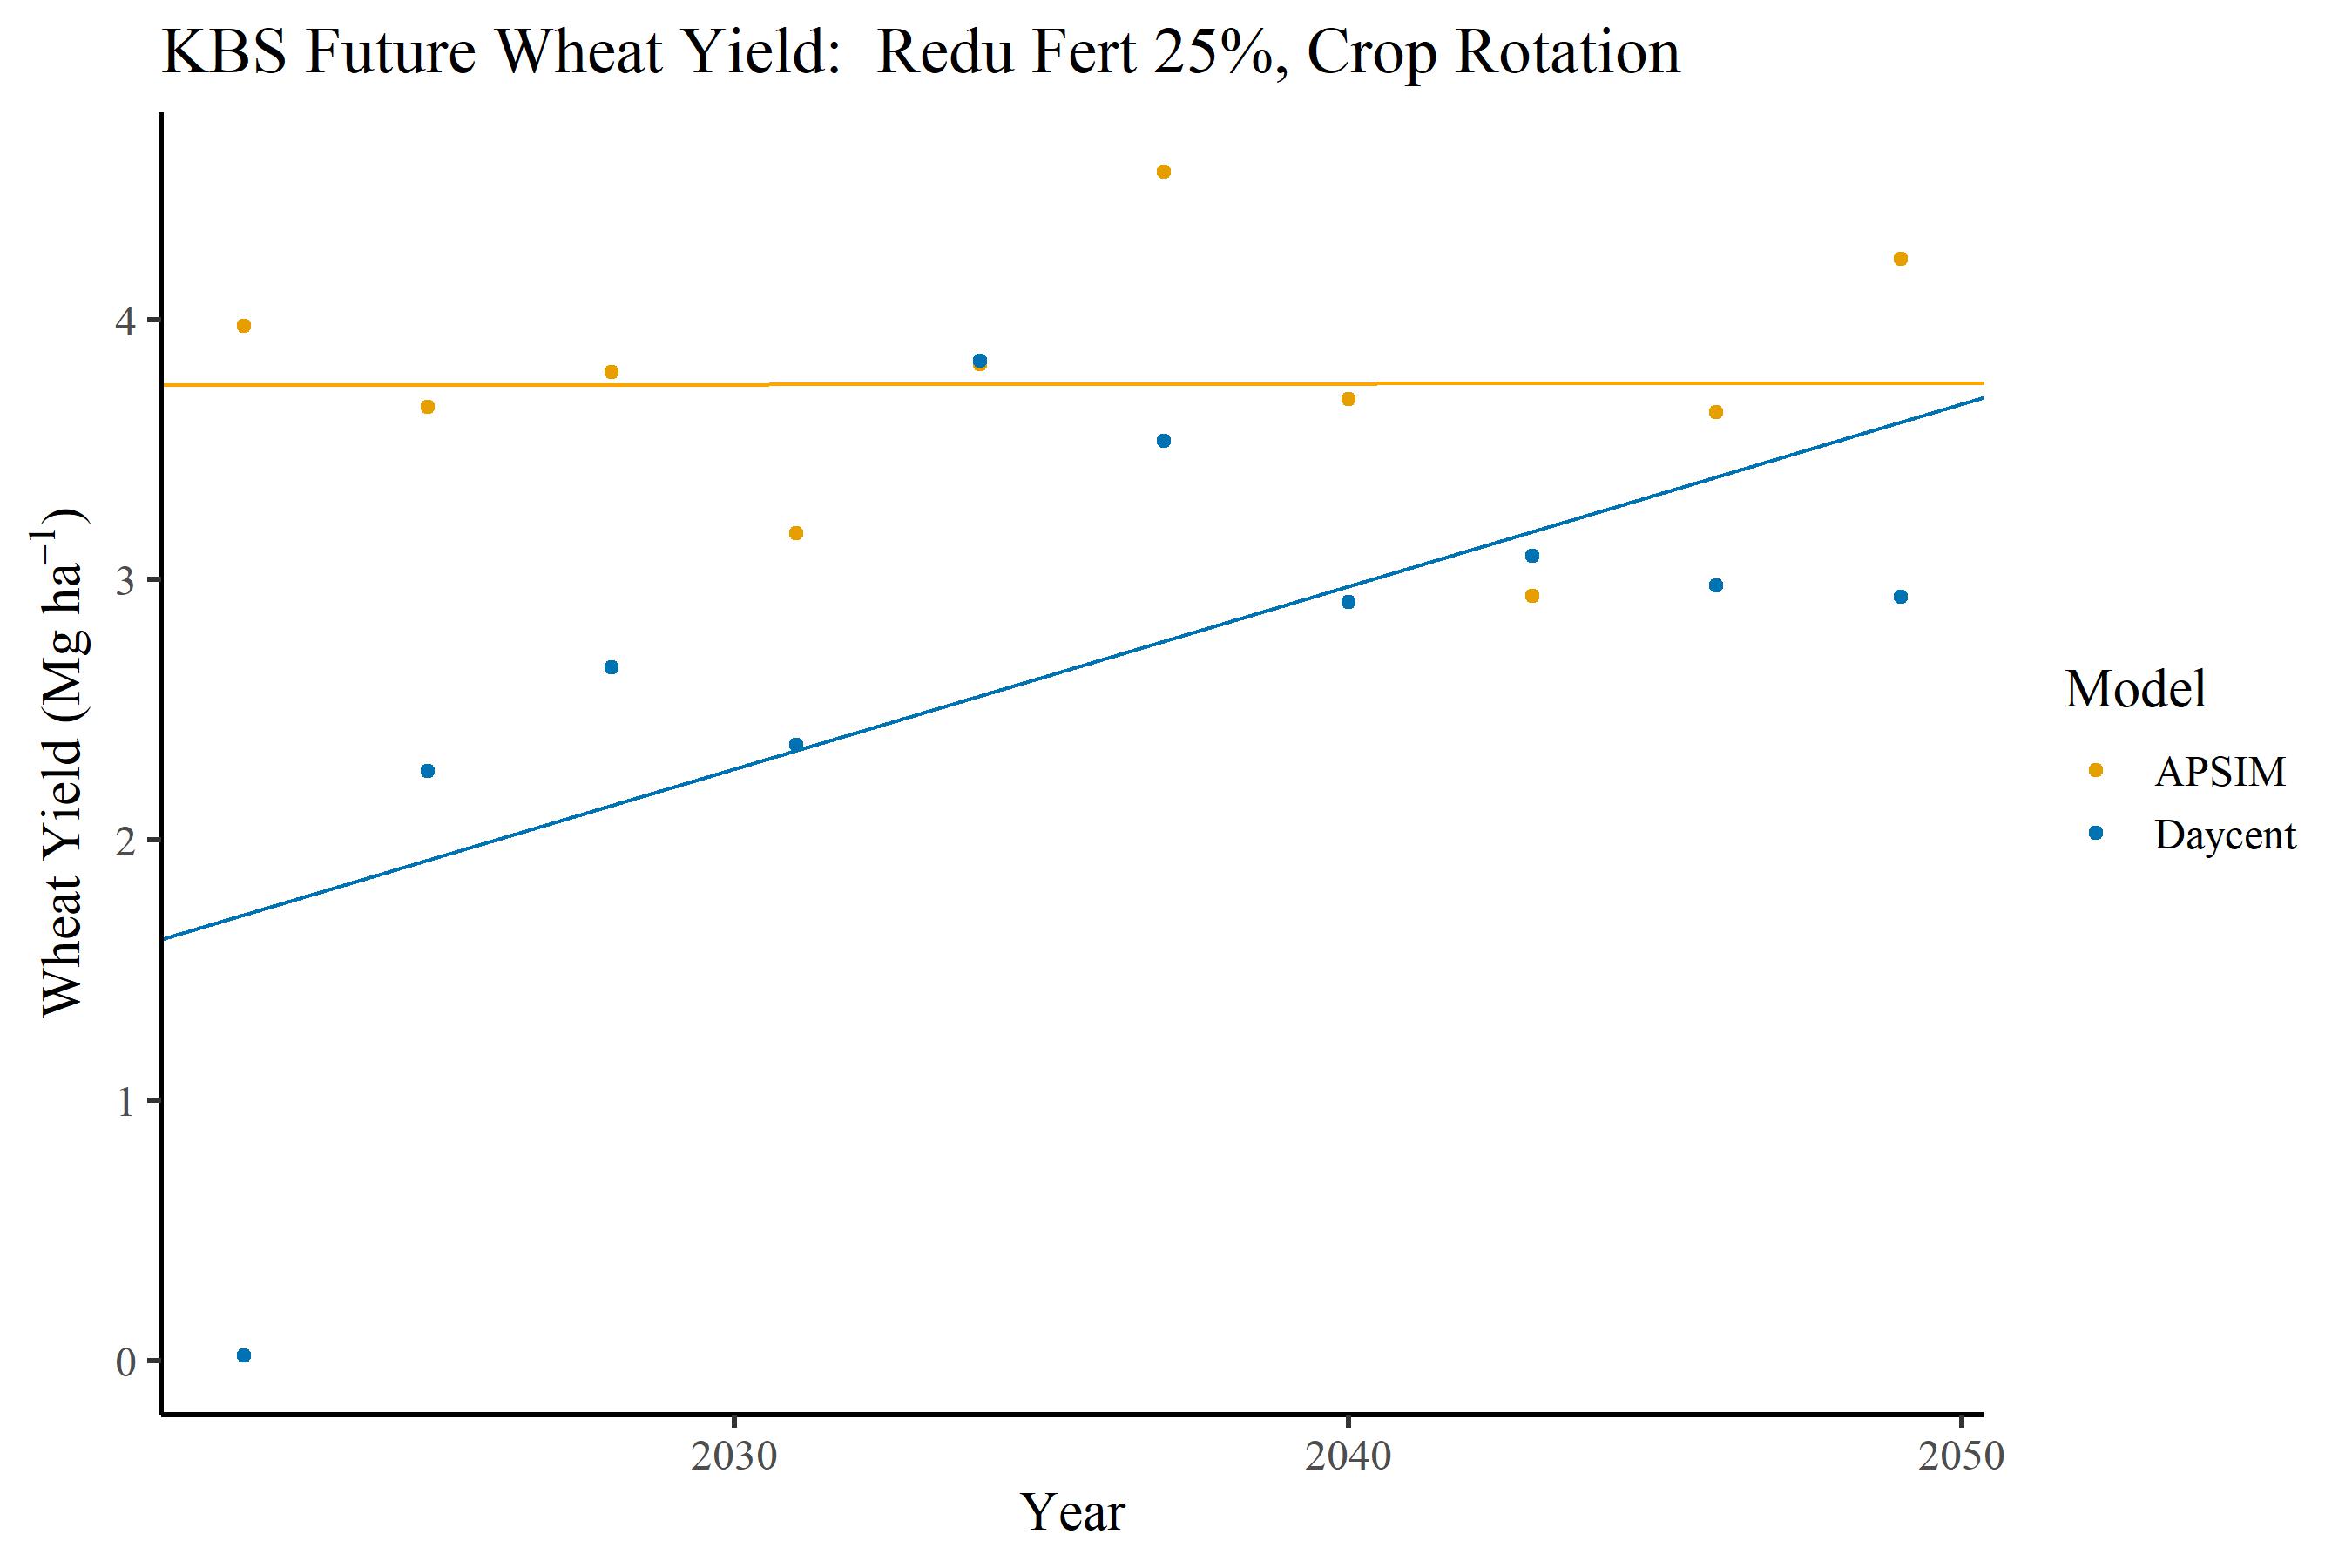 KBS Future Wheat Yield:  Redu Fert 25%, Crop Rotation
Wheat Yield (Mg ha⁻¹)
4
3
2
1
0
2030 2040 2050
Year
Model
APSIM
Daycent